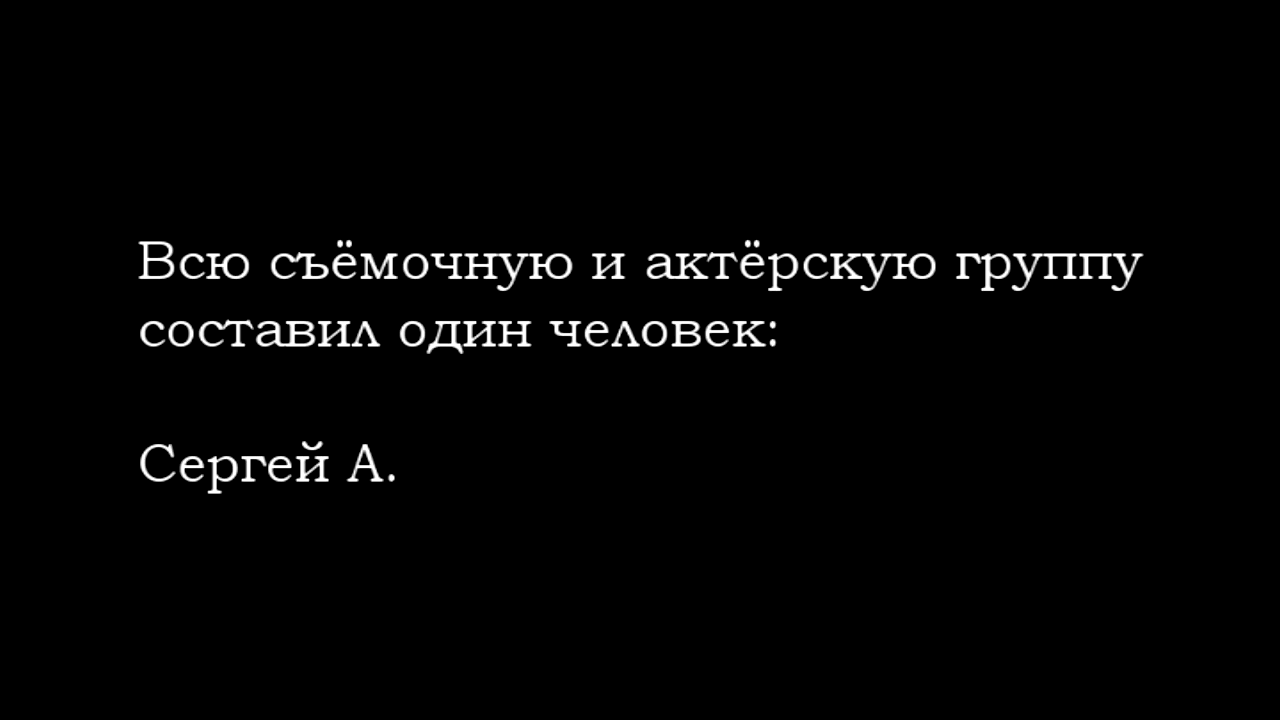 Всю съёмочную и актёрскую группу
составил один человек:
Сергей А.